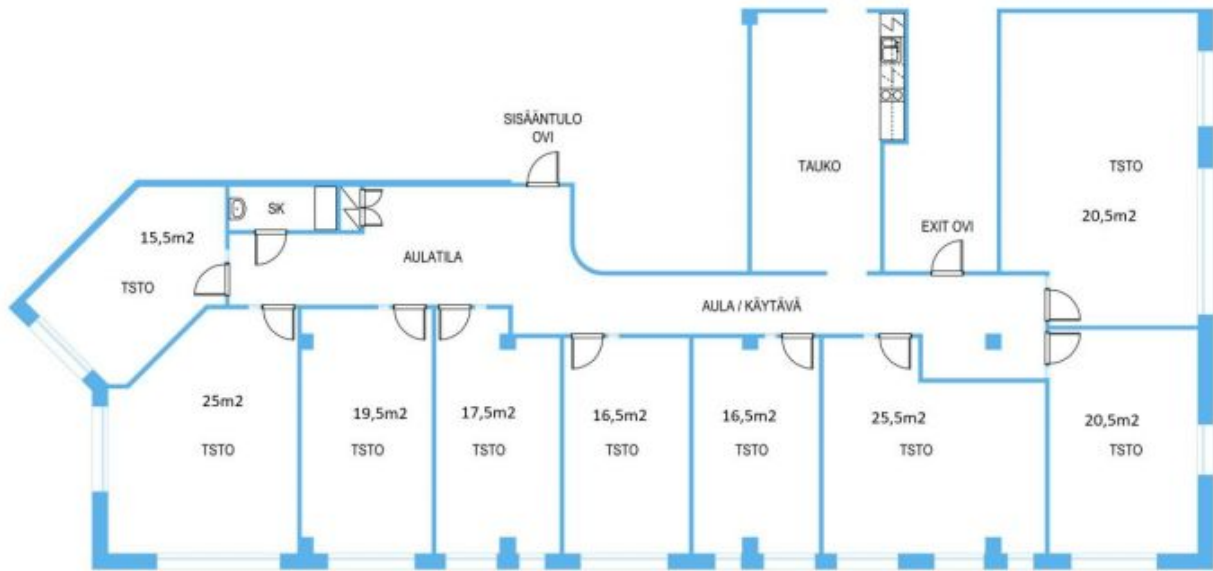 SISÄÄNTULO
OVI
TAUKO
TSTO
20,5m2
SK
15,5m2
TSTO
AULATILA
EXIT OVI
AULA / KÄYTÄVÄ
25m2
TSTO
19,5m2
TSTO
17,5m2
TSTO
16,5m2
TSTO
16,5m2
TSTO
25,5m2
TSTO
20,5m2
TSTO